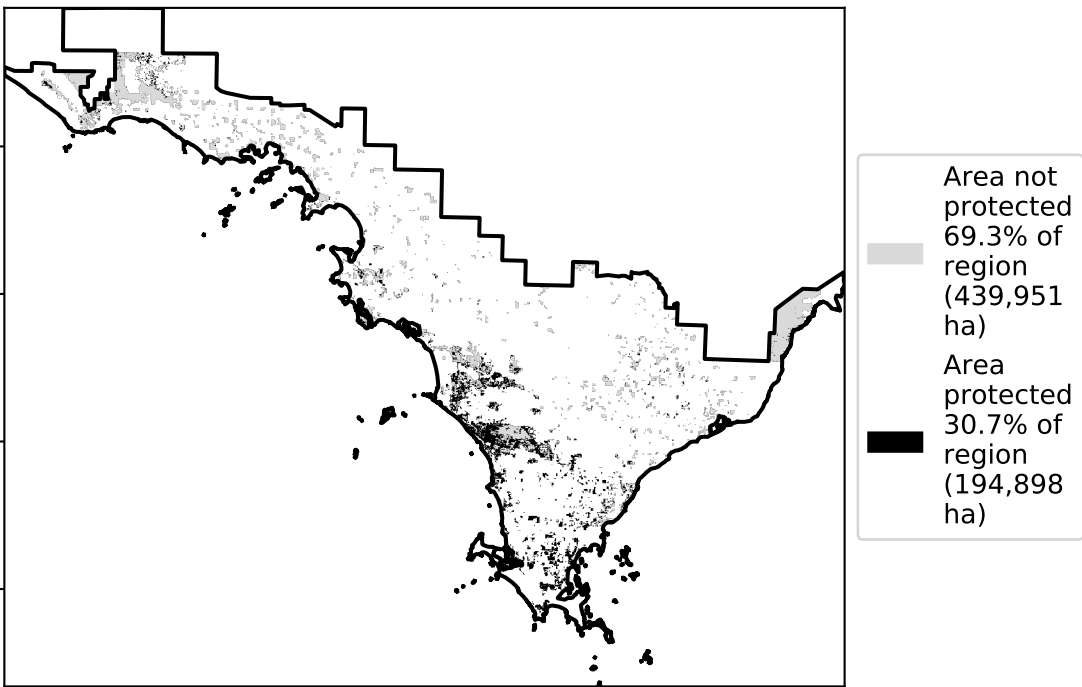 Area not
protected
69.3% of
region
(439,951
ha)
Area
protected
30.7% of
region
(194,898
ha)